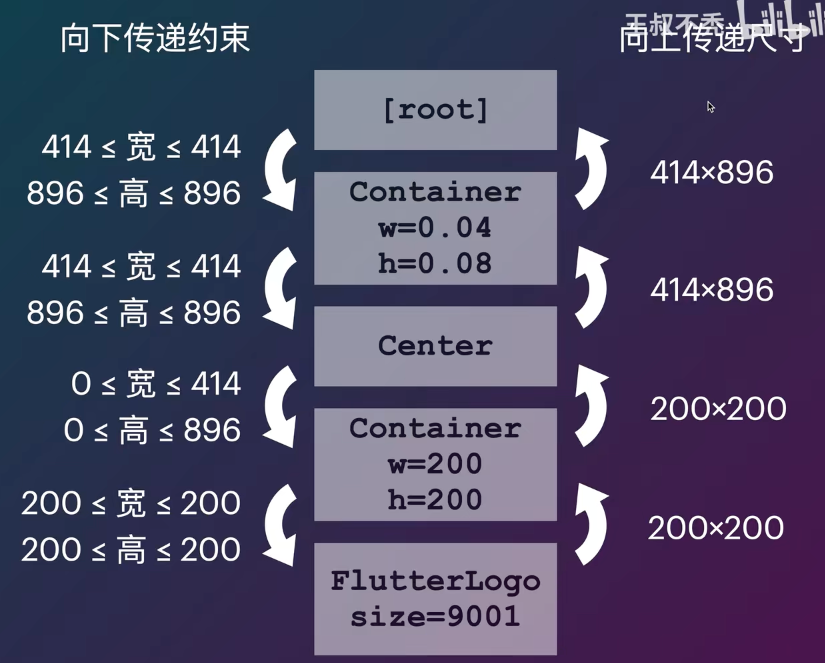 向下传递约束
王叔不秃
向上传递尺寸
[root]
414 ≤ 宽 ≤ 414
896 ≤ 高 ≤ 896
414×896
Container
w=0.04
h=0.08
414 ≤ 宽 ≤ 414
896 ≤ 高 ≤ 896
414×896
Center
0 ≤ 宽 ≤ 414
0 ≤ 高 ≤ 896
200×200
Container
w=200
h=200
200 ≤ 宽 ≤ 200
200 ≤ 高 ≤ 200
200×200
FlutterLogo
size=9001